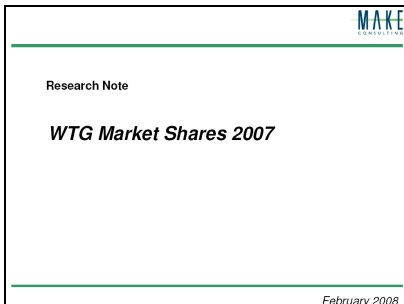 MAKE
CONSULTING
Research Note
WTG Market Shares 2007
February 2008